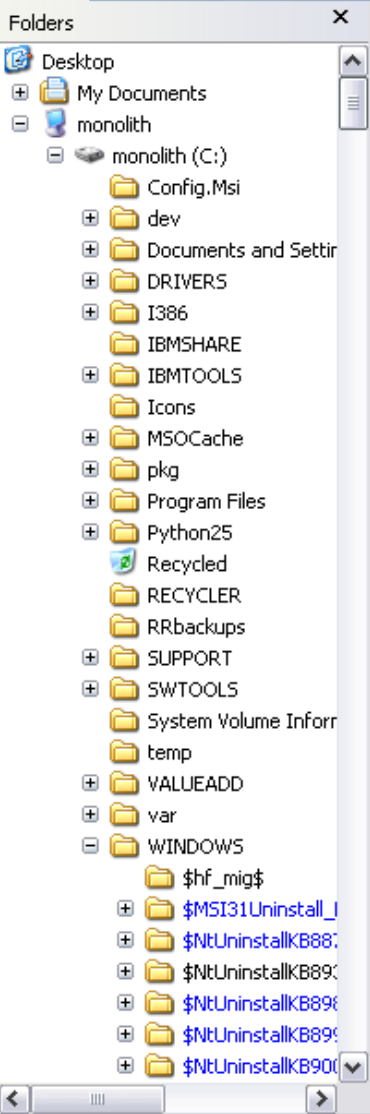 Folders
Desktop
My Documents
monolith
monolith (C:)
Config.Msi
dev
Documents and Settin
DRIVERS
I386
IBMSHARE
IBMTOOLS
Icons
MSOCache
pkg
Program Files
Python25
Recycled
RECYCLER
RRbackups
SUPPORT
SWTOOLS
System Volume Inforr
temp
VALUEADD
var
WINDOWS
$hf_mig$
$MSI31Uninstall_
$NtUninstallKB887
$NtUninstallKB893
$NtUninstallKB898
$NtUninstallKB899
$NtUninstallKB900